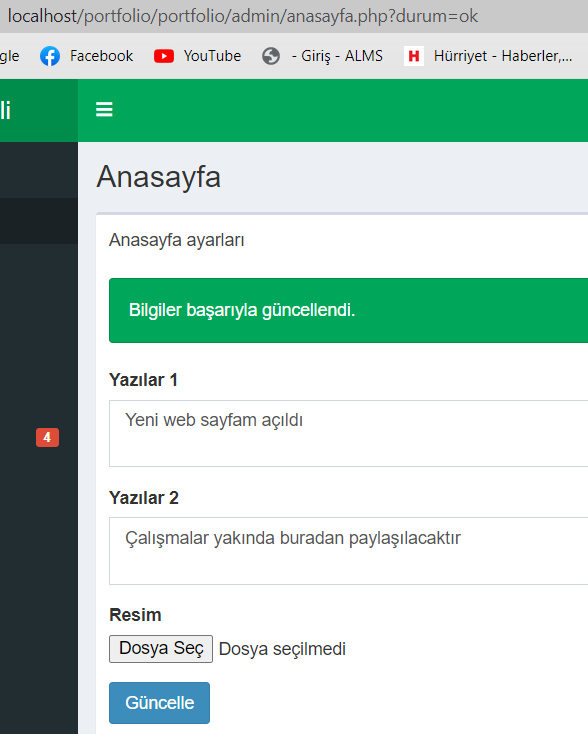 localhost/portfolio/portfolio/admin/anasayfa.php?durum=ok
gle Facebook YouTube - Giriş - ALMS H Hürriyet - Haberler,...
li
Anasayfa
Anasayfa ayarları
Bilgiler başarıyla güncellendi.
Yazılar 1
Yeni web sayfam açıldı
4
Yazılar 2
Çalışmalar yakında buradan paylaşılacaktır
Resim
Dosya Seç Dosya seçilmedi
Güncelle